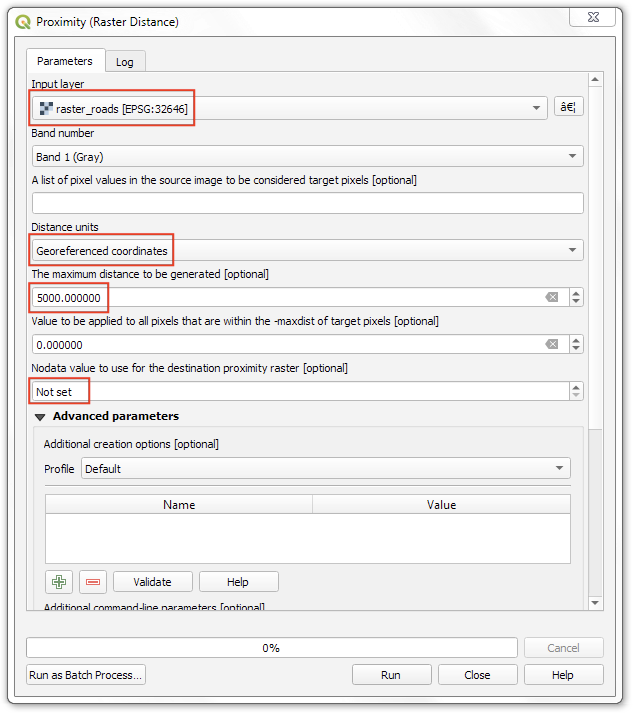 Proximity (Raster Distance)
Parameters
Log
Input layer
raster_roads [EPSG:32646]
â€¦
Band number
Band 1 (Gray)
A list of pixel values in the source image to be considered target pixels [optional]
Distance units
Georeferenced coordinates
The maximum distance to be generated [optional]
5000.000000
Value to be applied to all pixels that are within the -maxdist of target pixels [optional]
0.000000
Nodata value to use for the destination proximity raster [optional]
Not set
Advanced parameters
Additional creation options [optional]
Profile Default
Name Value
Validate Help
Additional command-line parameters [optional]
0% Cancel
Run as Batch Process... Run Close Help